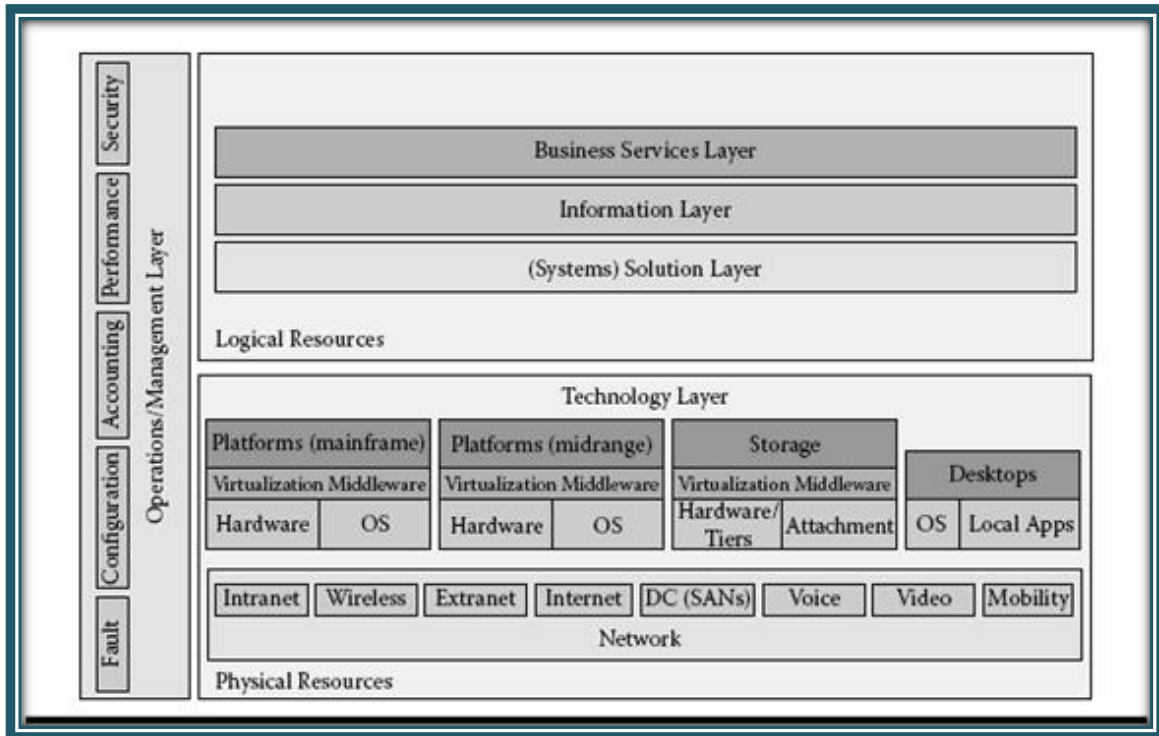 Security
Performance
Accounting
Configuration
Fault
Operations/Management Layer
Business Services Layer
Information Layer
(Systems) Solution Layer
Logical Resources
Technology Layer
Platforms (mainframe)
Virtualization Middleware
Hardware
OS
Platforms (midrange)
Virtualization Middleware
Hardware
OS
Storage
Virtualization Middleware
Hardware/
Tiers
Attachment
Desktops
OS
Local Apps
Intranet
Wireless
Extranet
Internet
DC (SANs)
Voice
Video
Mobility
Network
Physical Resources